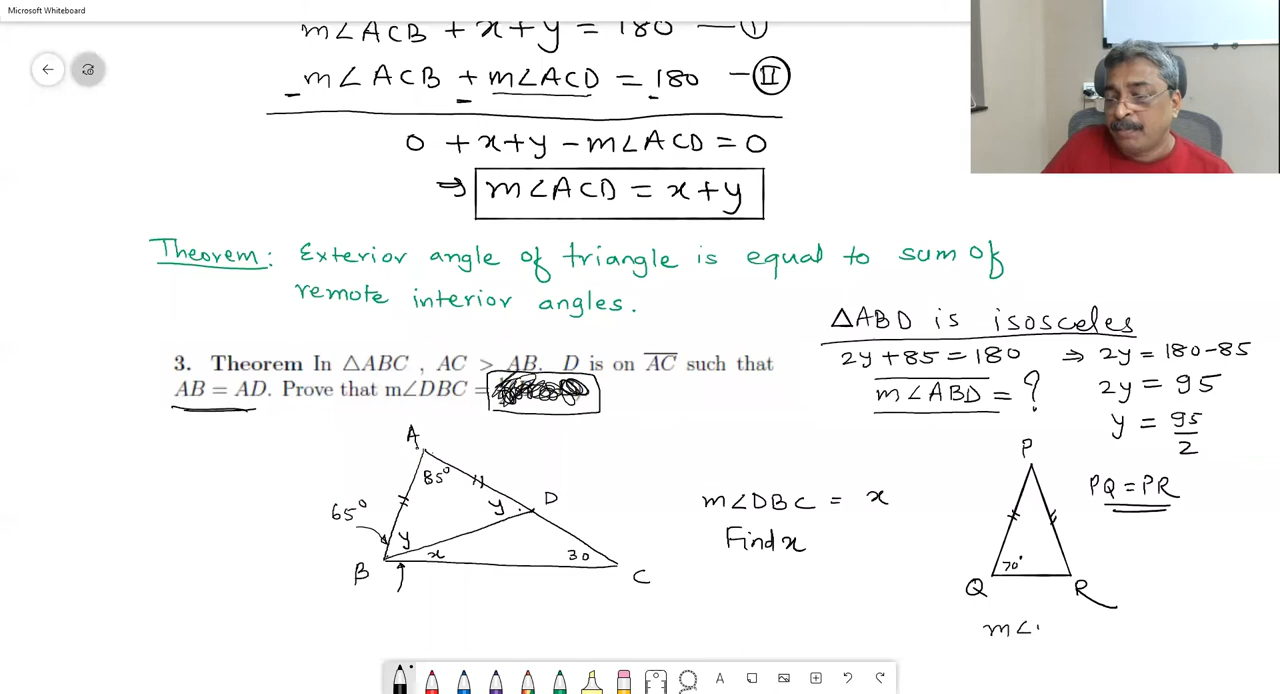 Microsoft Whiteboard
m∠ACB + x + y = 180 — Ⅰ
m∠ACB + m∠ACD = 180 — Ⅱ
0 + x + y - m∠ACD = 0
⇒ m∠ACD = x + y
Theorem: Exterior angle of triangle is equal to sum of
remote interior angles.
3. Theorem In △ABC , AC > AB. D is on AC such that
AB = AD. Prove that m∠DBC =
△ABD is isosceles
2y + 85 = 180 ⇒ 2y = 180-85
m∠ABD = ?
2y = 95
y = 95/2
A
85°
65°
y
D
y
x
30
B
C
m∠DBC = x
Find x
P
PQ = PR
70°
Q
R
m∠.
A